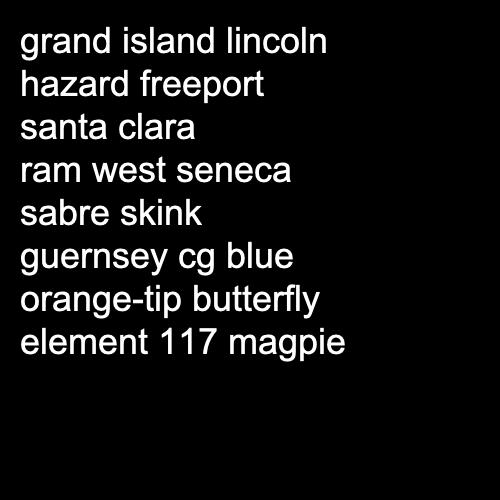 grand island lincoln
hazard freeport
santa clara
ram west seneca
sabre skink
guernsey cg blue
orange-tip butterfly
element 117 magpie